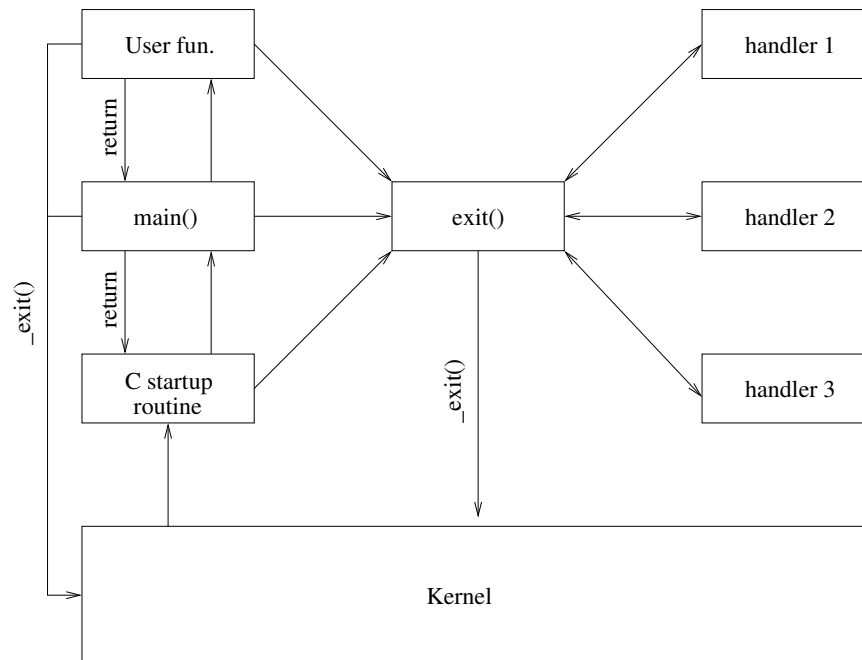 User fun.
handler 1
return
main()
exit()
handler 2
_exit()
return
C startup
routine
_exit()
handler 3
Kernel